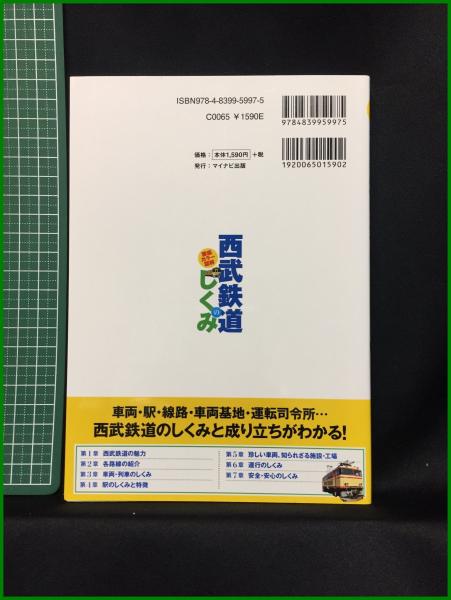 ISBN978-4-8399-5997-5
C0065 ￥1590E
9784839959975
価格：本体1,590円＋税
発行：マイナビ出版
1920065015902
西武鉄道
の
しくみ
車両・駅・線路・車両基地・運転司令所…
西武鉄道のしくみと成り立ちがわかる！
第1章 西武鉄道の魅力
第2章 各路線の紹介
第3章 車両・列車のしくみ
第4章 駅のしくみと特徴
第5章 珍しい車両、知られざる施設・工場
第6章 運行のしくみ
第7章 安全・安心のしくみ